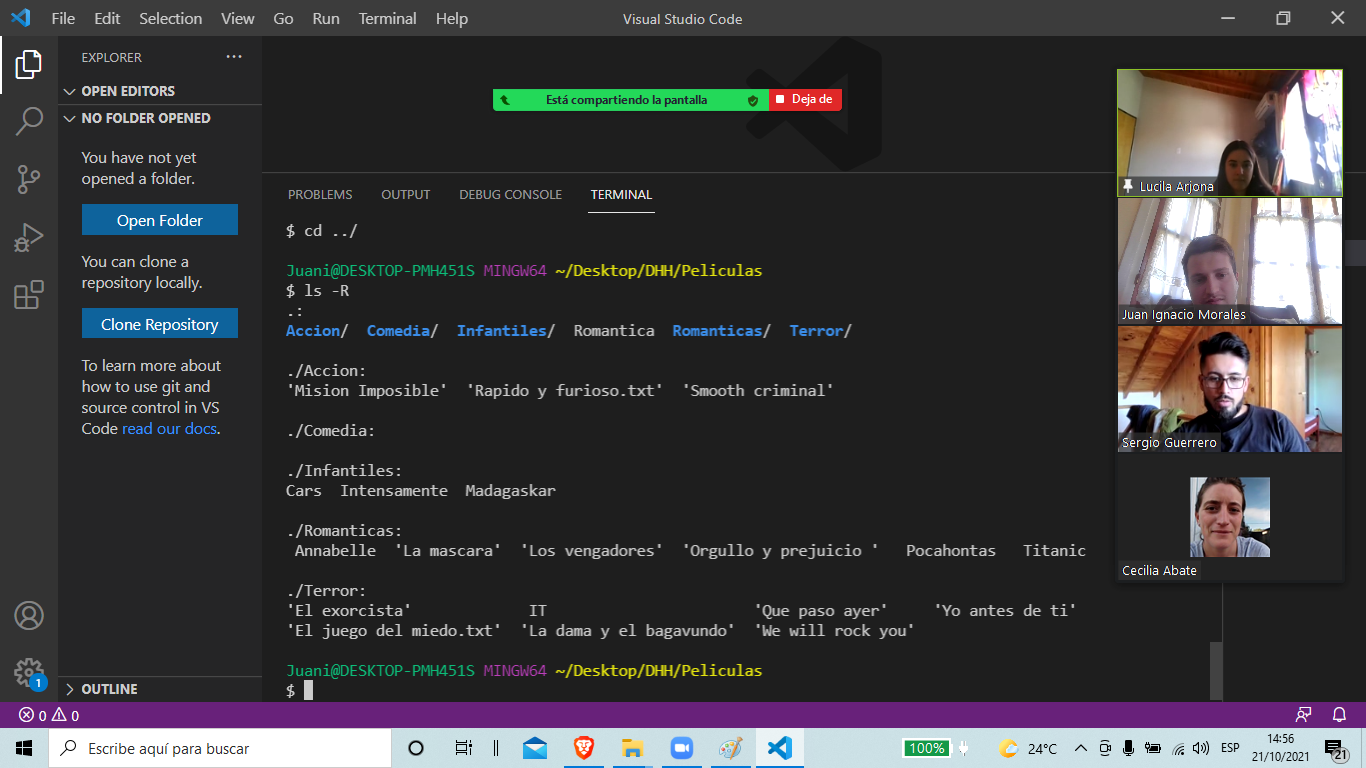 File Edit Selection View Go Run Terminal Help
Visual Studio Code
EXPLORER
OPEN EDITORS
NO FOLDER OPENED
You have not yet
opened a folder.
Open Folder
You can clone a
repository locally.
Clone Repository
To learn more about
how to use git and
source control in VS
Code read our docs.
OUTLINE
Está compartiendo la pantalla
Deja de
PROBLEMS OUTPUT DEBUG CONSOLE TERMINAL
$ cd ../
Juani@DESKTOP-PMH451S MINGW64 ~/Desktop/DHH/Peliculas
$ ls -R
.:
Accion/ Comedia/ Infantiles/ Romantica Romanticas/ Terror/
./Accion:
'Mision Imposible' 'Rapido y furioso.txt' 'Smooth criminal'
./Comedia:
./Infantiles:
Cars Intensamente Madagaskar
./Romanticas:
Annabelle 'La mascara' 'Los vengadores' 'Orgullo y prejuicio ' Pocahontas Titanic
./Terror:
'El exorcista' IT 'Que paso ayer' 'Yo antes de ti'
'El juego del miedo.txt' 'La dama y el bagavundo' 'We will rock you'
Juani@DESKTOP-PMH451S MINGW64 ~/Desktop/DHH/Peliculas
$
Lucila Arjona
Juan Ignacio Morales
Sergio Guerrero
Cecilia Abate
1
0 0
Escribe aquí para buscar
100%
24°C
ESP
14:56
21/10/2021
21